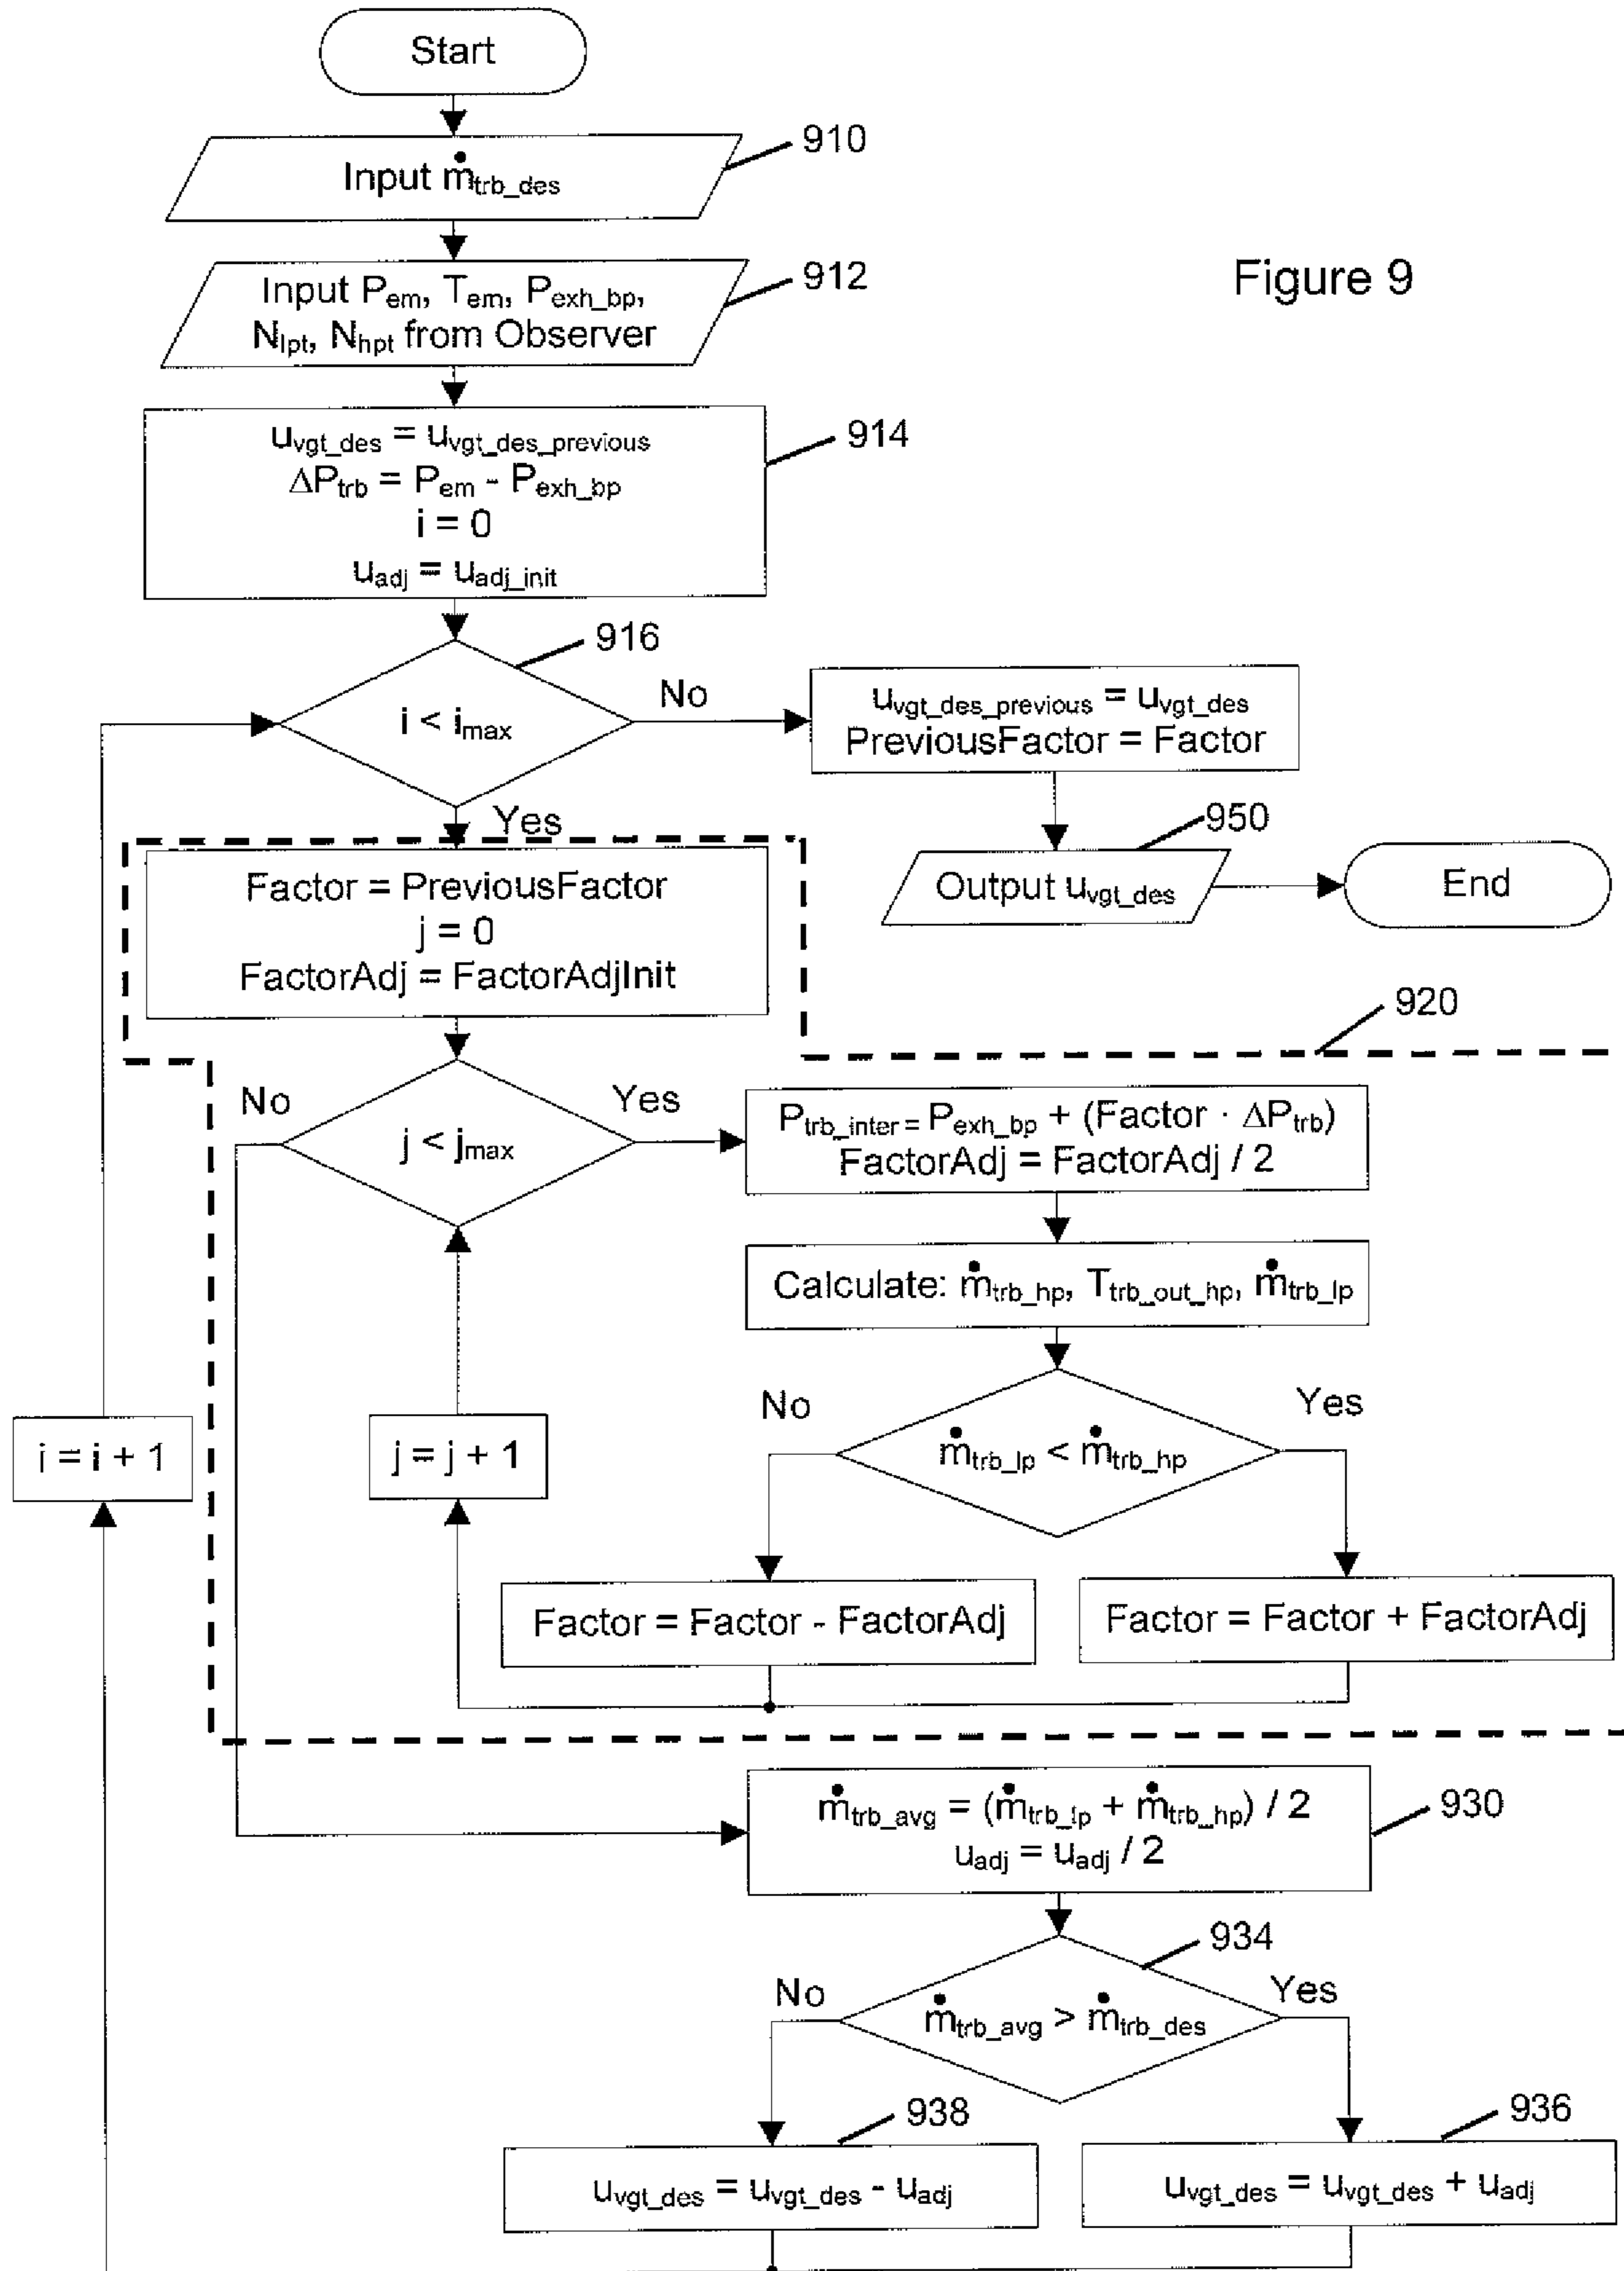 Start
Input ṁtrb_des
910
Input Pem, Tem, Pexh_bp,
Nlpt, Nhpt from Observer
912
Figure 9
uvgt_des = uvgt_des_previous
ΔPtrb = Pem - Pexh_bp
i = 0
uadj = uadj_init
914
916
i < imax
No
Yes
uvgt_des_previous = uvgt_des
PreviousFactor = Factor
950
Output uvgt_des
End
Factor = PreviousFactor
j = 0
FactorAdj = FactorAdjInit
920
No
j < jmax
Yes
Ptrb_inter = Pexh_bp + (Factor · ΔPtrb)
FactorAdj = FactorAdj / 2
Calculate: ṁtrb_hp, Ttrb_out_hp, ṁtrb_lp
No
ṁtrb_lp < ṁtrb_hp
Yes
i = i + 1
j = j + 1
Factor = Factor - FactorAdj
Factor = Factor + FactorAdj
ṁtrb_avg = (ṁtrb_lp + ṁtrb_hp) / 2
uadj = uadj / 2
930
934
No
ṁtrb_avg > ṁtrb_des
Yes
938
936
uvgt_des = uvgt_des - uadj
uvgt_des = uvgt_des + uadj